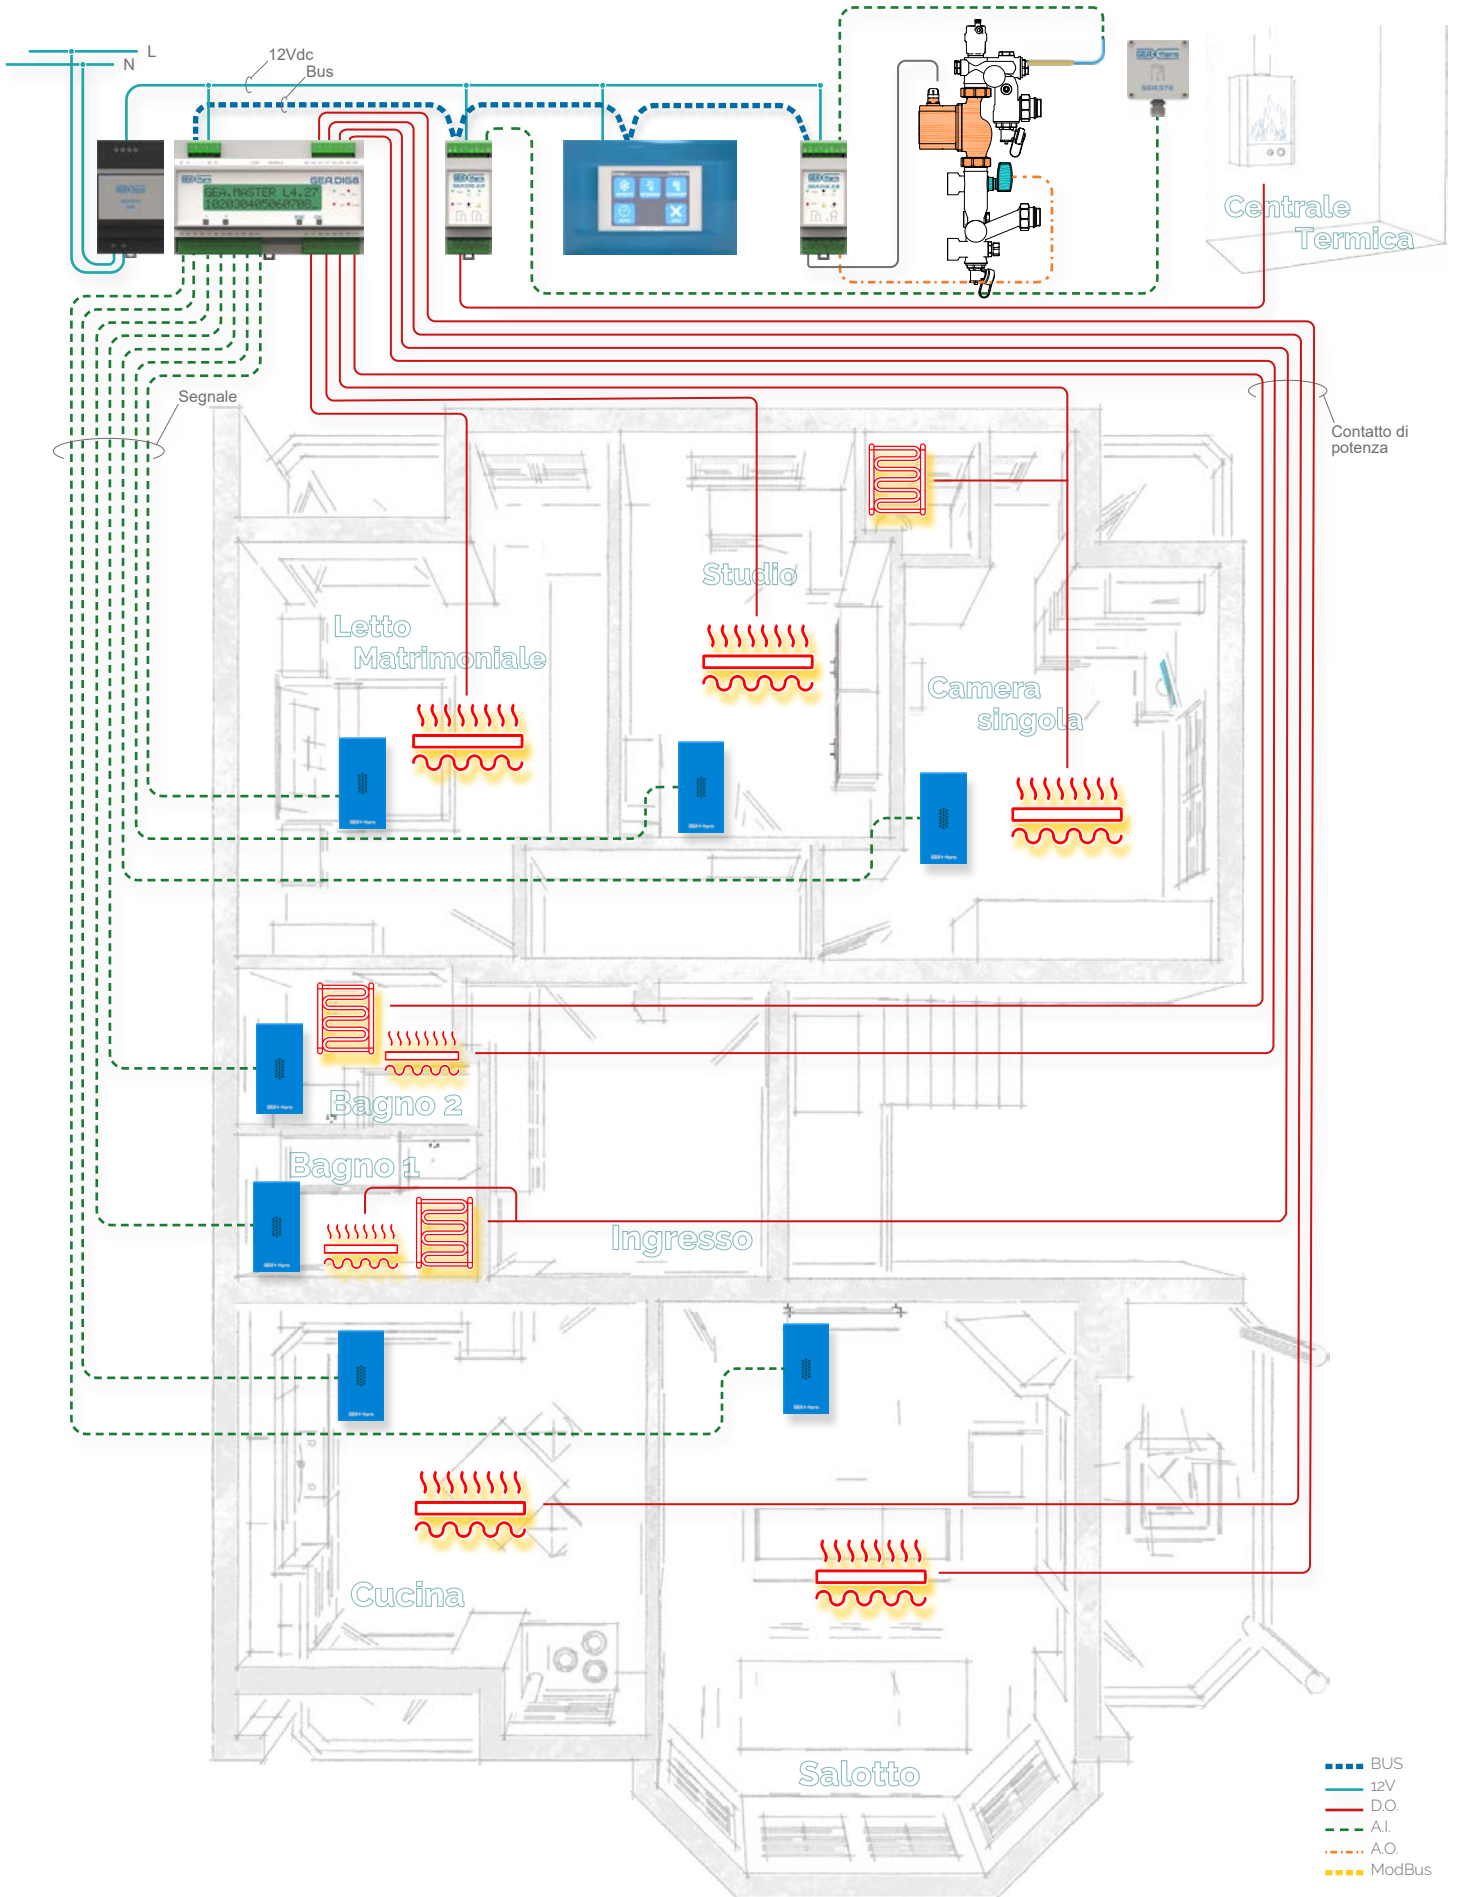 L
N
12Vdc
Bus
GEA.DIG8
GEA.MASTER L4.27
102030405060708
Centrale
Termica
Segnale
Contatto di
potenza
Studio
Letto
Matrimoniale
Camera
singola
Bagno 2
Bagno 1
Ingresso
Cucina
Salotto
BUS
12V
D.O.
A.I.
A.O.
ModBus